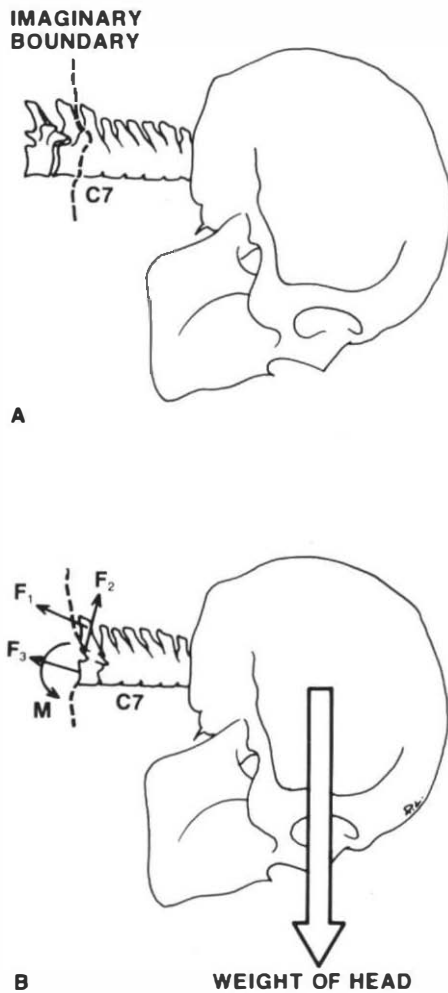 IMAGINARY
BOUNDARY
C7
A
F₁
F₂
F₃
M
C7
B
WEIGHT OF HEAD